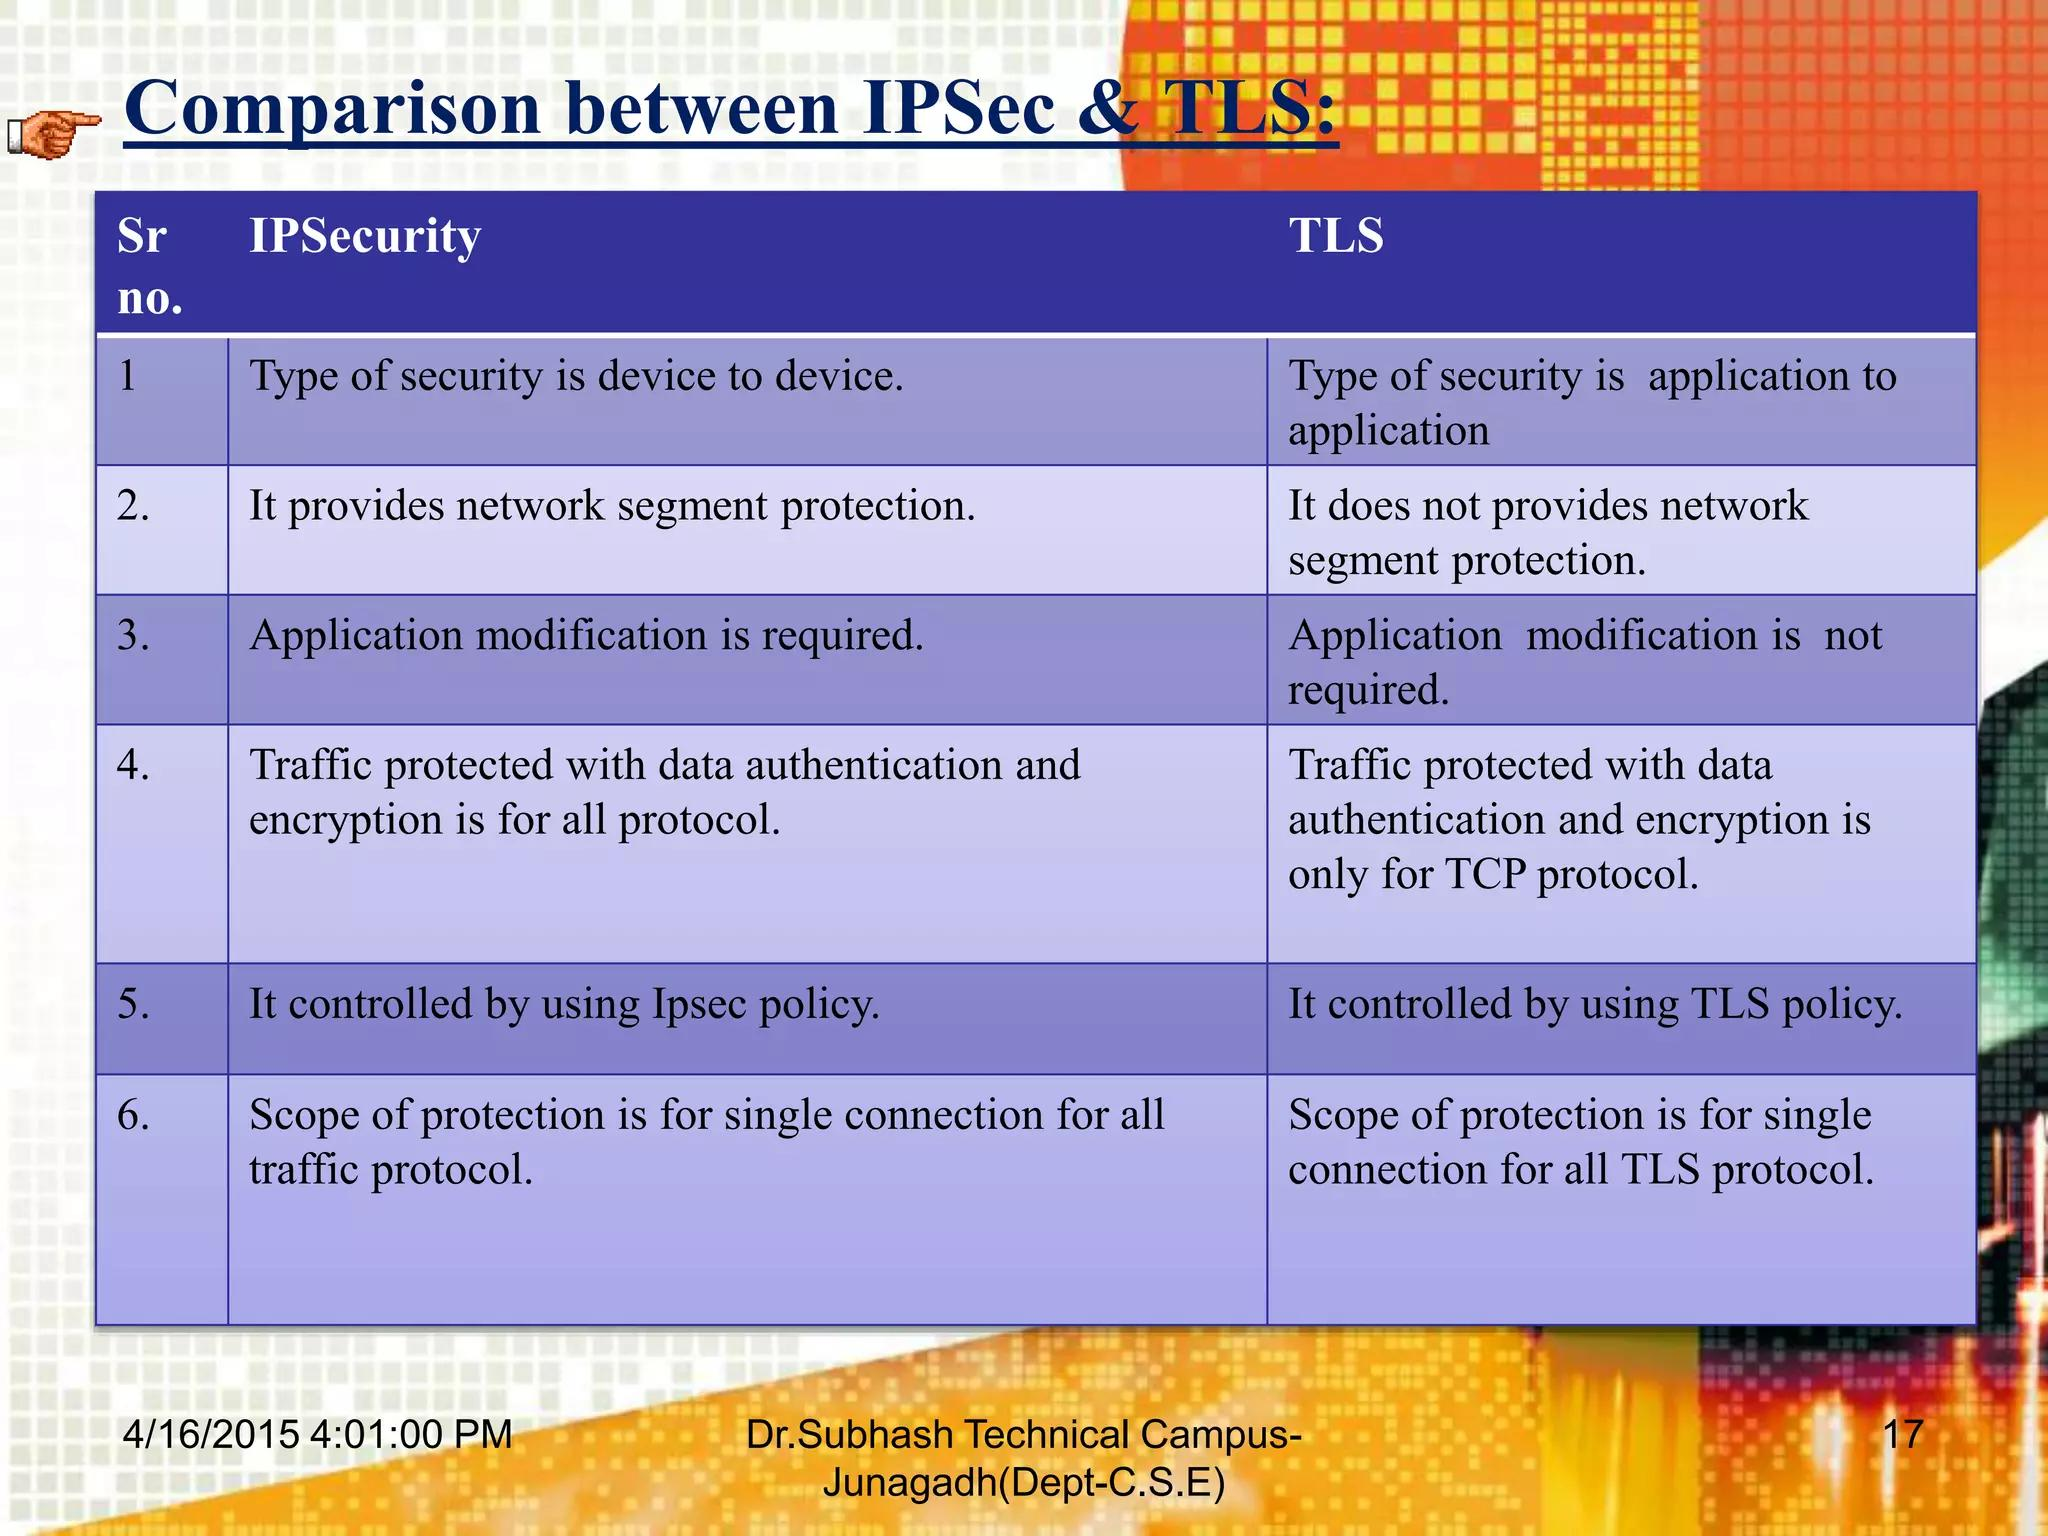 Comparison between IPSec & TLS:
Sr no.
IPSecurity
TLS
1
Type of security is device to device.
Type of security is application to
application
2.
It provides network segment protection.
It does not provides network
segment protection.
3.
Application modification is required.
Application modification is not
required.
4.
Traffic protected with data authentication and
encryption is for all protocol.
Traffic protected with data
authentication and encryption is
only for TCP protocol.
5.
It controlled by using Ipsec policy.
It controlled by using TLS policy.
6.
Scope of protection is for single connection for all
traffic protocol.
Scope of protection is for single
connection for all TLS protocol.
4/16/2015 4:01:00 PM
Dr.Subhash Technical Campus-
Junagadh(Dept-C.S.E)
17